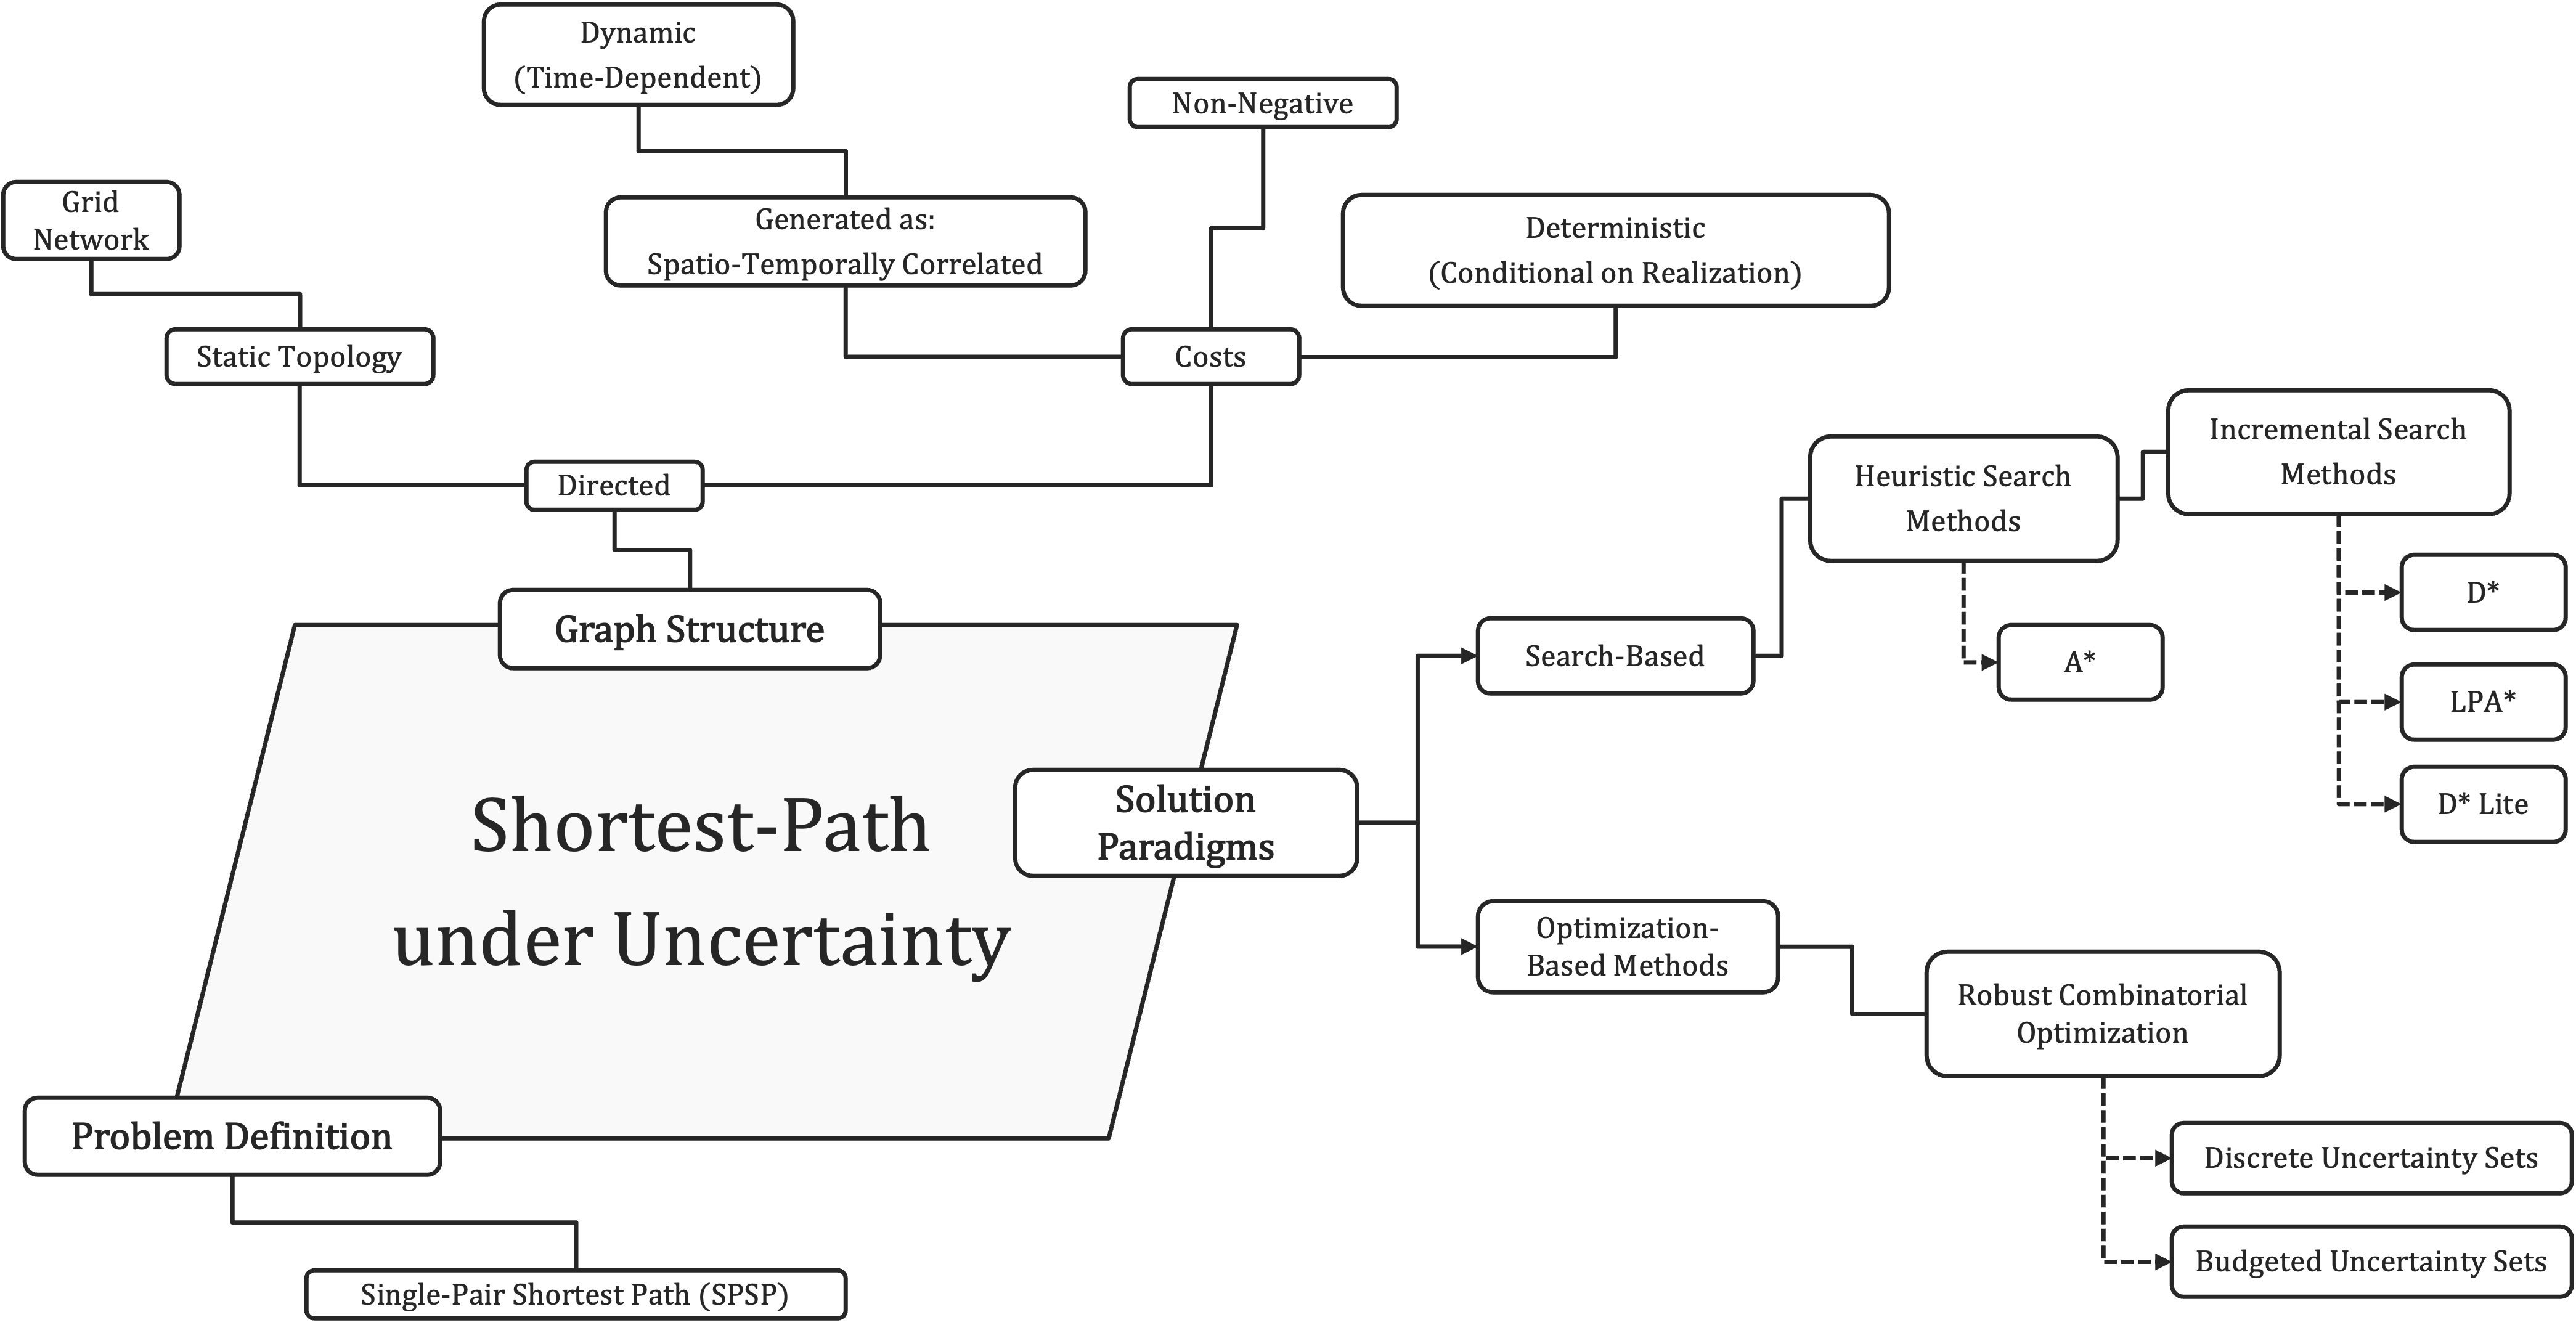 Dynamic
(Time-Dependent)
Non-Negative
Grid
Network
Generated as:
Spatio-Temporally Correlated
Deterministic
(Conditional on Realization)
Static Topology
Costs
Directed
Incremental Search
Methods
Heuristic Search
Methods
D*
Graph Structure
Search-Based
A*
LPA*
Shortest-Path
under Uncertainty
Solution
Paradigms
D* Lite
Optimization-
Based Methods
Robust Combinatorial
Optimization
Problem Definition
Discrete Uncertainty Sets
Budgeted Uncertainty Sets
Single-Pair Shortest Path (SPSP)